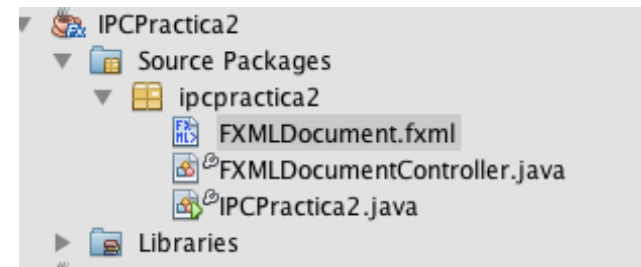 IPCPractica2
Source Packages
ipcpractica2
FXMLDocument.fxml
FXMLDocumentController.java
IPCPractica2.java
Libraries